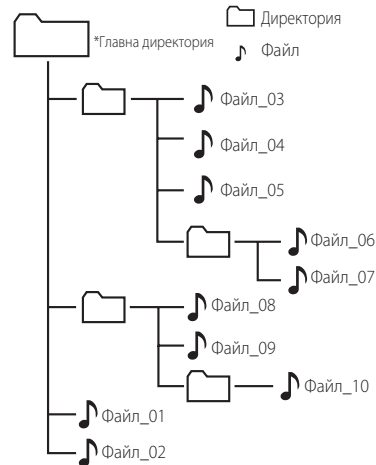 Директория
*Главна директория
Файл
Файл_03
Файл_04
Файл_05
Файл_06
Файл_07
Файл_08
Файл_09
Файл_10
Файл_01
Файл_02